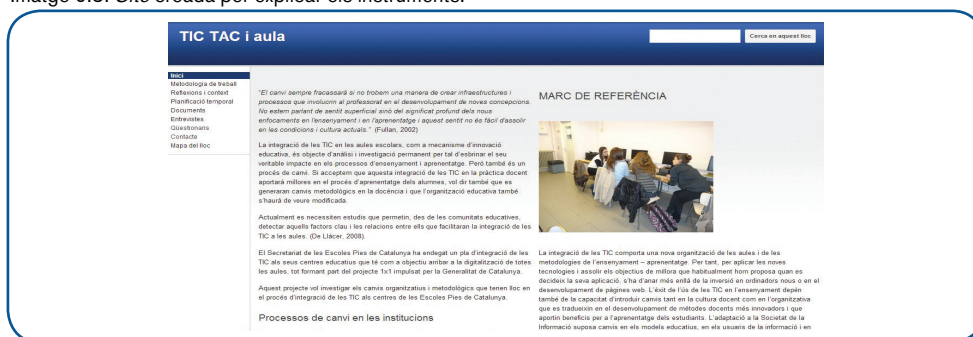 Imatge 5.5. Site creada per explicar els instruments.
TIC TAC i aula
Cerca en aquest lloc
Inici
Metodologia de treball
Reflexions i context
Planificació temporal
Documents
Entrevistes
Qüestionaris
Contacte
Mapa del lloc
"El canvi sempre fracassarà si no trobem una manera de crear infraestructures i
processos que involucrin al professorat en el desenvolupament de noves concepcions.
No estem parlant de sentit superficial sinó del significat profund dels nous
enfocaments en l'ensenyament i en l'aprenentatge i aquest sentit no és fàcil d'assolir
en les condicions i cultura actuals." (Fullan, 2002)
La integració de les TIC en les aules escolars, com a mecanisme d'innovació
educativa, és objecte d'anàlisi i investigació permanent per tal d'esbrinar el seu
veritable impacte en els processos d'ensenyament i aprenentatge. Però també és un
procés de canvi. Si acceptem que aquesta integració de les TIC en la pràctica docent
aportarà millores en el procés d'aprenentatge dels alumnes, vol dir també que es
generaran canvis metodològics en la docència i que l'organització educativa també
s'haurà de veure modificada.
Actualment es necessiten estudis que permetin, des de les comunitats educatives,
detectar aquells factors clau i les relacions entre ells que facilitaran la integració de les
TIC a les aules. (De Llácer, 2008).
El Secretariat de les Escoles Pies de Catalunya ha endegat un pla d'integració de les
TIC als seus centres educatius que té com a objectiu arribar a la digitalització de totes
les aules, tot formant part del projecte 1x1 impulsat per la Generalitat de Catalunya.
Aquest projecte vol investigar els canvis organitzatius i metodològics que tenen lloc en
el procés d'integració de les TIC als centres de les Escoles Pies de Catalunya.
Processos de canvi en les institucions
MARC DE REFERÈNCIA
La integració de les TIC comporta una nova organització de les aules i de les
metodologies de l'ensenyament – aprenentatge. Per tant, per aplicar les noves
tecnologies i assolir els objectius de millora que habitualment hom proposa quan es
decideix la seva aplicació, s'ha d'anar més enllà de la inversió en ordinadors nous o en el
desenvolupament de pàgines web. L'èxit de l'ús de les TIC en l'ensenyament depèn
també de la capacitat d'introduir canvis tant en la cultura docent com en l'organitzativa
que es tradueixin en el desenvolupament de mètodes docents més innovadors i que
aportin beneficis per a l'aprenentatge dels estudiants. L'adaptació a la Societat de la
Informació suposa canvis en els models educatius, en els usuaris de la informació i en